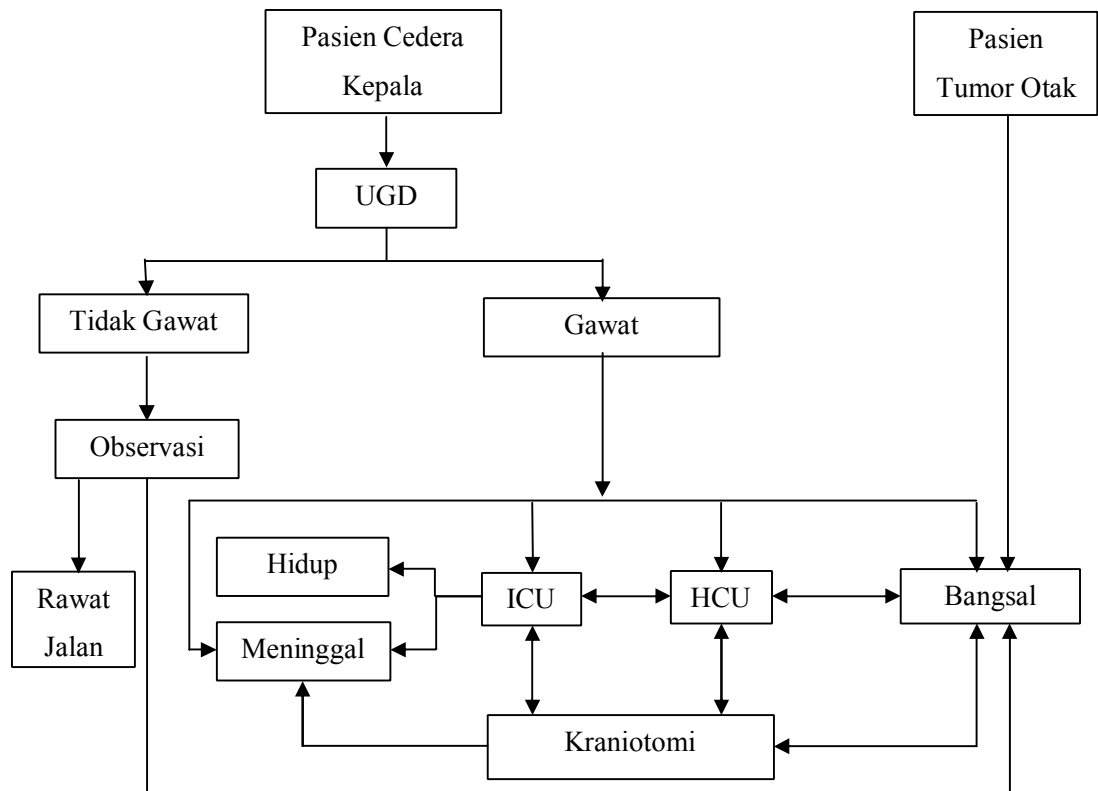 Pasien Cedera
Kepala
Pasien
Tumor Otak
UGD
Tidak Gawat
Gawat
Observasi
Hidup
ICU
HCU
Bangsal
Rawat
Jalan
Meninggal
Kraniotomi